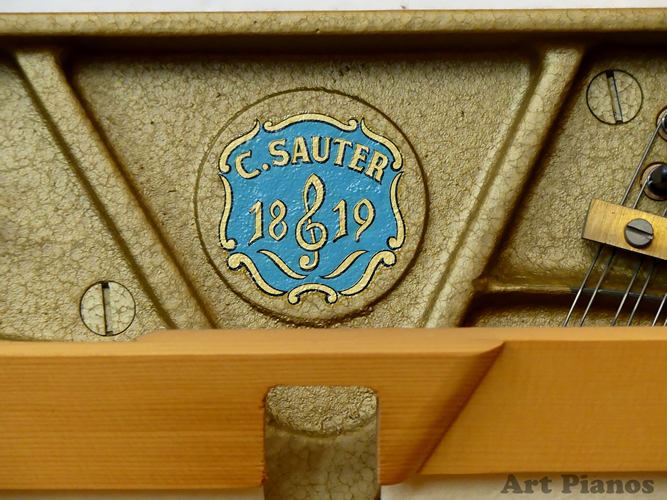 C. SAUTER
18 19
Art Pianos